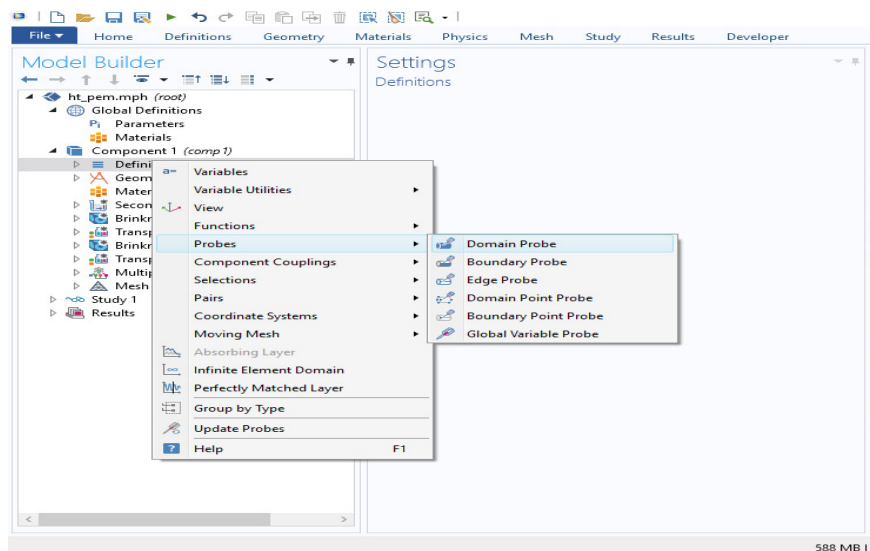 File Home Definitions Geometry Materials Physics Mesh Study Results Developer
Model Builder
ht_pem.mph (root)
Global Definitions
Pi Parameters
Materials
Component 1 (comp1)
Defini
Geom
Mater
Secon
Brinkr
Transp
Brinkr
Transp
Multip
Mesh
Study 1
Results
Settings
Definitions
a= Variables
Variable Utilities
View
Functions
Probes
Component Couplings
Selections
Pairs
Coordinate Systems
Moving Mesh
Absorbing Layer
Infinite Element Domain
Perfectly Matched Layer
Group by Type
Update Probes
? Help F1
Domain Probe
Boundary Probe
Edge Probe
Domain Point Probe
Boundary Point Probe
Global Variable Probe
588 MB |